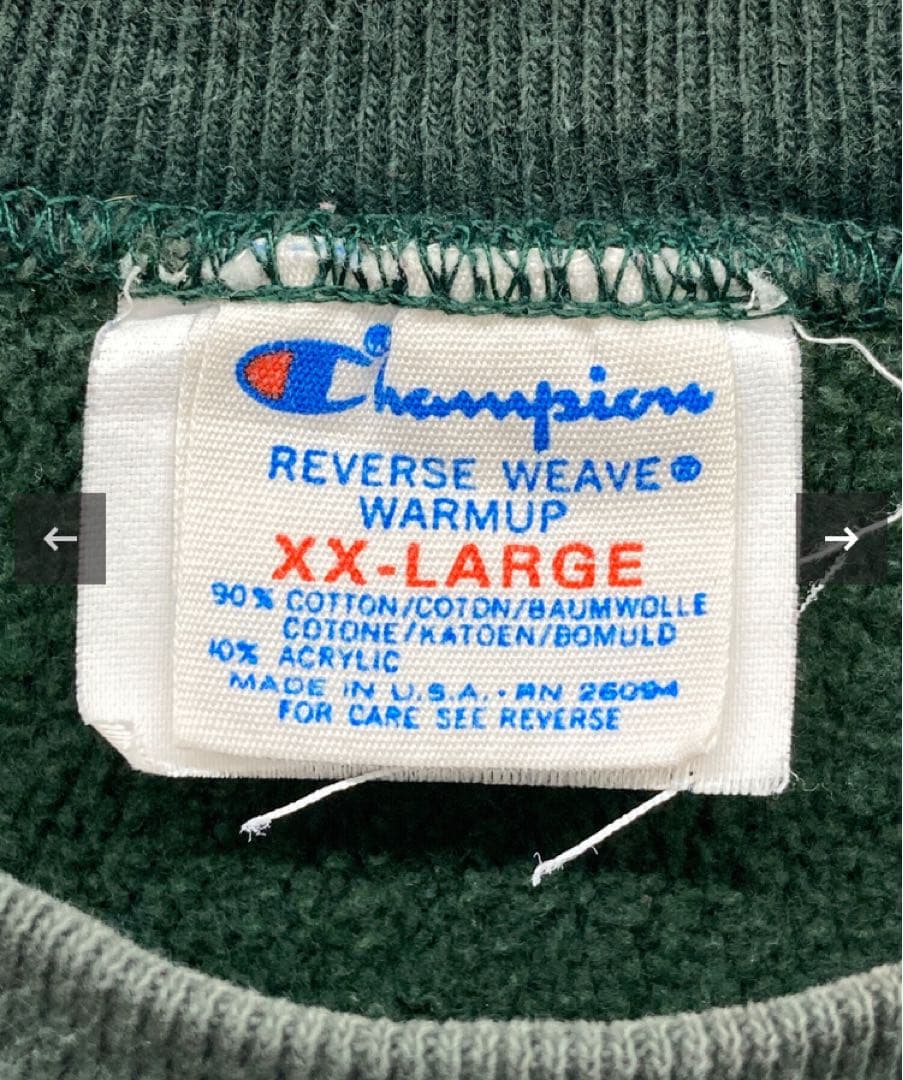 Champion
REVERSE WEAVE®
WARMUP
XX-LARGE
90% COTTON/COTON/BAUMWOLLE
COTONE/KATOEN/BOMULD
10% ACRYLIC
MADE IN U.S.A. · RN 26094
FOR CARE SEE REVERSE